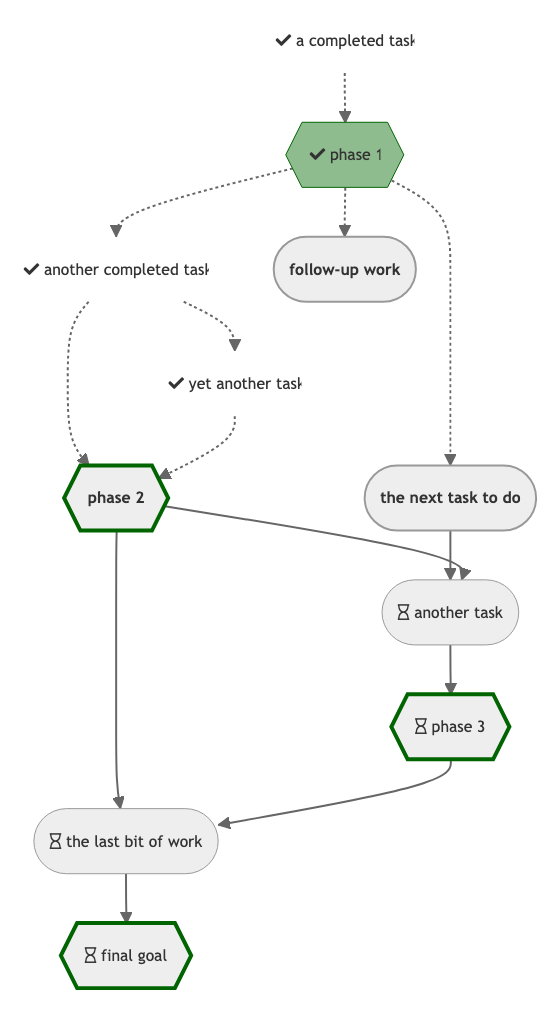 ✔ a completed task
✔ phase 1
✔ another completed task
follow-up work
✔ yet another task
phase 2
the next task to do
⏳ another task
⏳ phase 3
⏳ the last bit of work
⏳ final goal